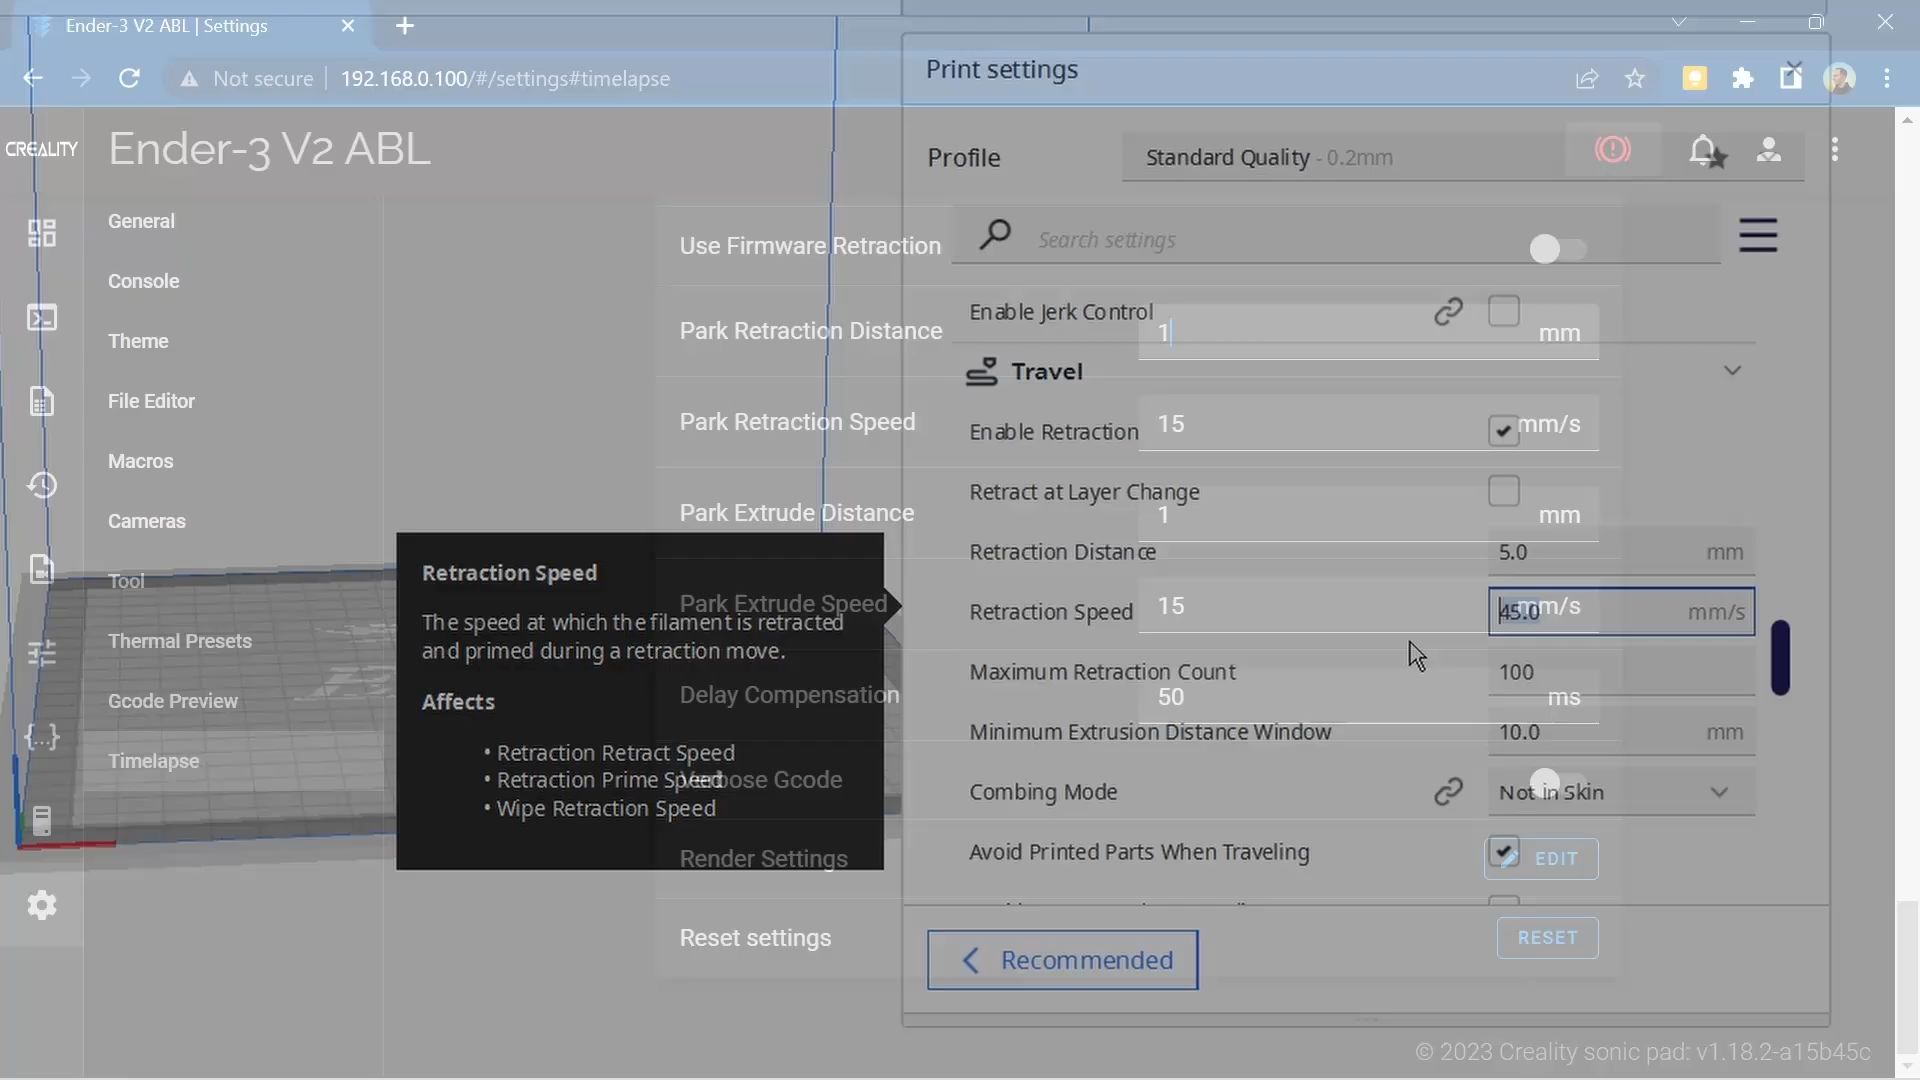 Ender-3 V2 ABL | Settings
Not secure
192.168.0.100/#/settings#timelapse
Print settings
CREALITY
Ender-3 V2 ABL
Profile
Standard Quality - 0.2mm
General
Console
Theme
File Editor
Macros
Cameras
Tool
Thermal Presets
Gcode Preview
Timelapse
Use Firmware Retraction
Park Retraction Distance
1
mm
Park Retraction Speed
15
mm/s
Park Extrude Distance
1
mm
Park Extrude Speed
15
mm/s
Delay Compensation
50
ms
Verbose Gcode
Render Settings
EDIT
Reset settings
RESET
Search settings
Enable Jerk Control
Travel
Enable Retraction
Retract at Layer Change
Retraction Distance
5.0
mm
Retraction Speed
45.0
mm/s
Maximum Retraction Count
100
Minimum Extrusion Distance Window
10.0
mm
Combing Mode
Not in Skin
Avoid Printed Parts When Traveling
Recommended
Retraction Speed
The speed at which the filament is retracted
and primed during a retraction move.
Affects
• Retraction Retract Speed
• Retraction Prime Speed
• Wipe Retraction Speed
© 2023 Creality sonic pad: v1.18.2-a15b45c